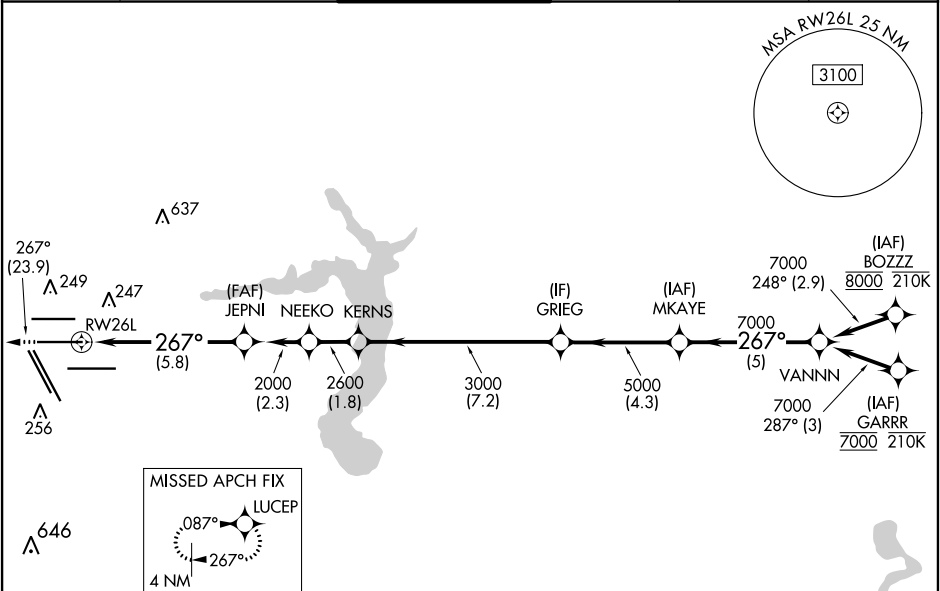 MSA RW26L 25 NM
3100
637
267°
(23.9)
249
247
RW26L
267°
(5.8)
(FAF)
JEPNI
NEEKO
KERNS
2000
(2.3)
2600
(1.8)
3000
(7.2)
(IF)
GRIEG
5000
(4.3)
(IAF)
MKAYE
7000
267°
(5)
VANNN
7000
248° (2.9)
(IAF)
BOZZZ
8000 210K
7000
287° (3)
(IAF)
GARRR
7000 210K
256
646
MISSED APCH FIX
LUCEP
087°
267°
4 NM